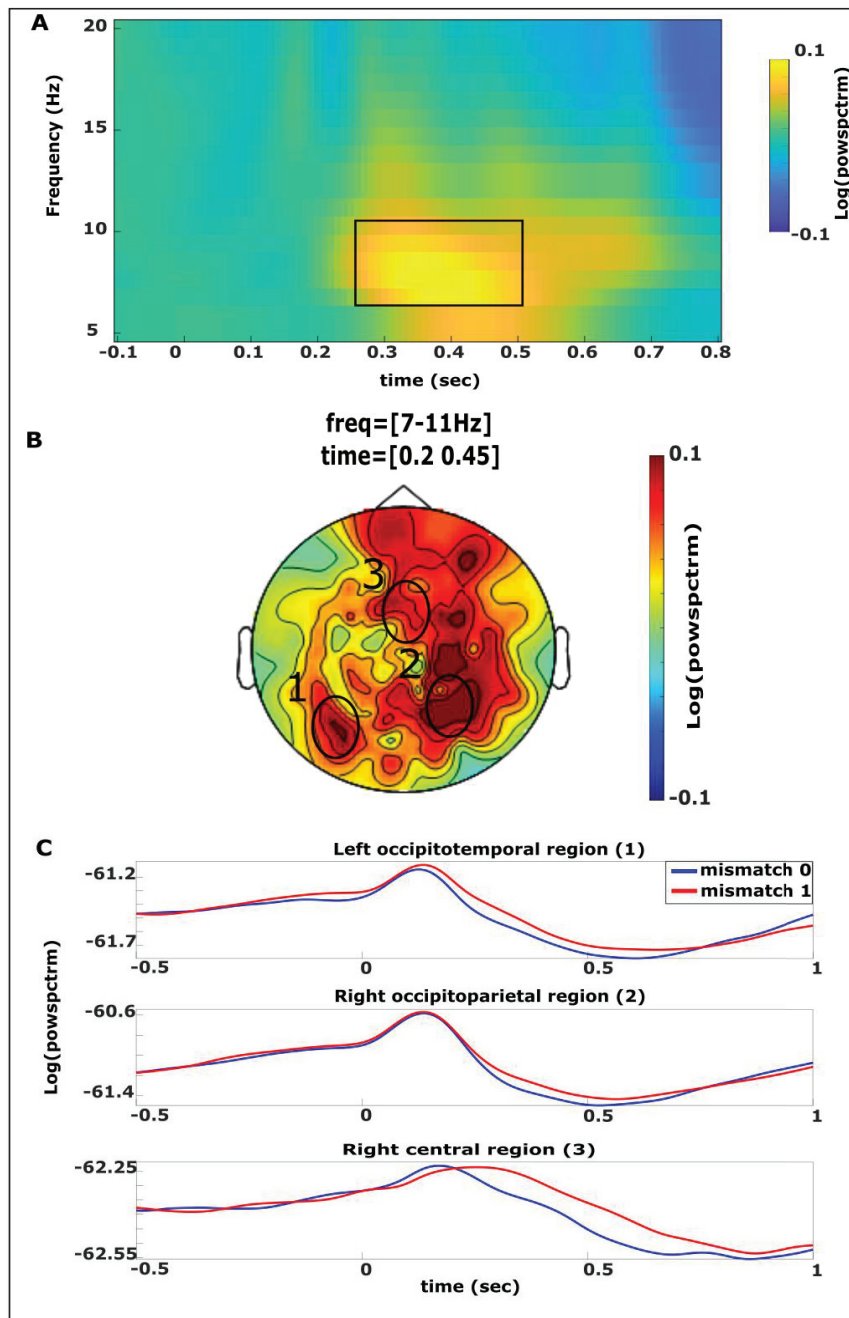 A
Frequency (Hz)
20
15
10
5
-0.1 0 0.1 0.2 0.3 0.4 0.5 0.6 0.7 0.8
time (sec)
0.1
-0.1
Log(powspctrm)
B
freq=[7-11Hz]
time=[0.2 0.45]
3
2
1
0.1
-0.1
Log(powspctrm)
C
Left occipitotemporal region (1)
mismatch 0
mismatch 1
-61.2
-61.7
-0.5 0 0.5 1
Right occipitoparietal region (2)
Log(powspctrm)
-60.6
-61.4
-0.5 0 0.5 1
Right central region (3)
-62.25
-62.55
-0.5 0 0.5 1
time (sec)